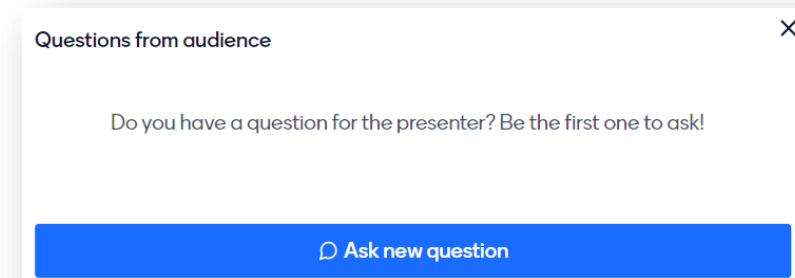 Questions from audience
Do you have a question for the presenter? Be the first one to ask!
Ask new question